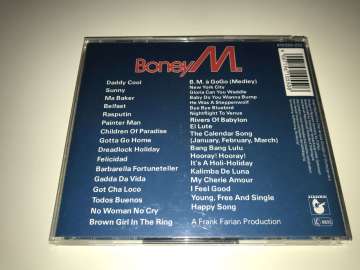 Boney M.
Daddy Cool
Sunny
Ma Baker
Belfast
Rasputin
Painter Man
Children Of Paradise
Gotta Go Home
Dreadlock Holiday
Felicidad
Barbarella Fortuneteller
Gadda Da Vida
Got Cha Loco
Todos Buenos
No Woman No Cry
Brown Girl In The Ring
B.M. à GoGo (Medley)
New York City
Gloria Can You Waddle
Baby Do You Wanna Bump
He Was A Steppenwolf
Bye Bye Bluebird
Nightflight To Venus
Rivers Of Babylon
El Lute
The Calendar Song
(January, February, March)
Bang Bang Lulu
Hooray! Hooray!
It's A Holi-Holiday
Kalimba De Luna
My Cherie Amour
I Feel Good
Young, Free And Single
Happy Song
A Frank Farian Production